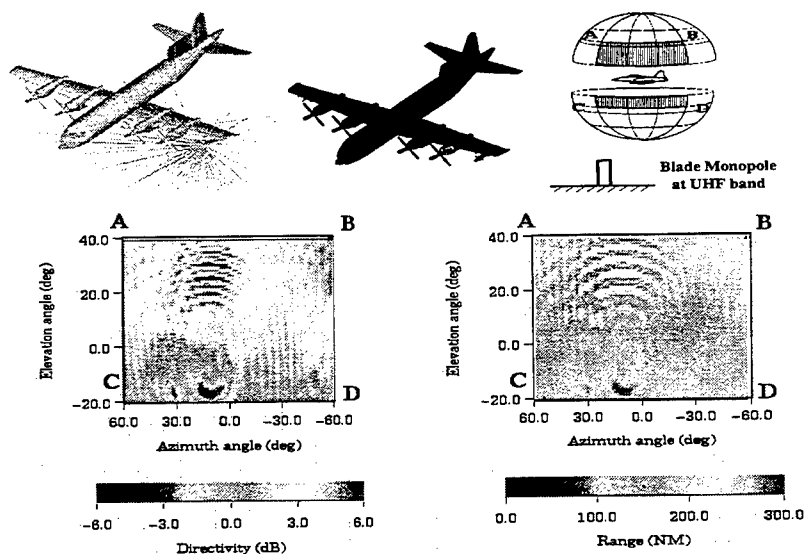 A B
C
Blade Monopole
at UHF band
A B
Elevation angle (deg)
40.0
20.0
0.0
-20.0
C D
60.0 30.0 0.0 -30.0 -60.0
Azimuth angle (deg)
-6.0 -3.0 0.0 3.0 6.0
Directivity (dB)
A B
Elevation angle (deg)
40.0
20.0
0.0
-20.0
C D
60.0 30.0 0.0 -30.0 -60.0
Azimuth angle (deg)
0.0 100.0 200.0 300.0
Range (NM)